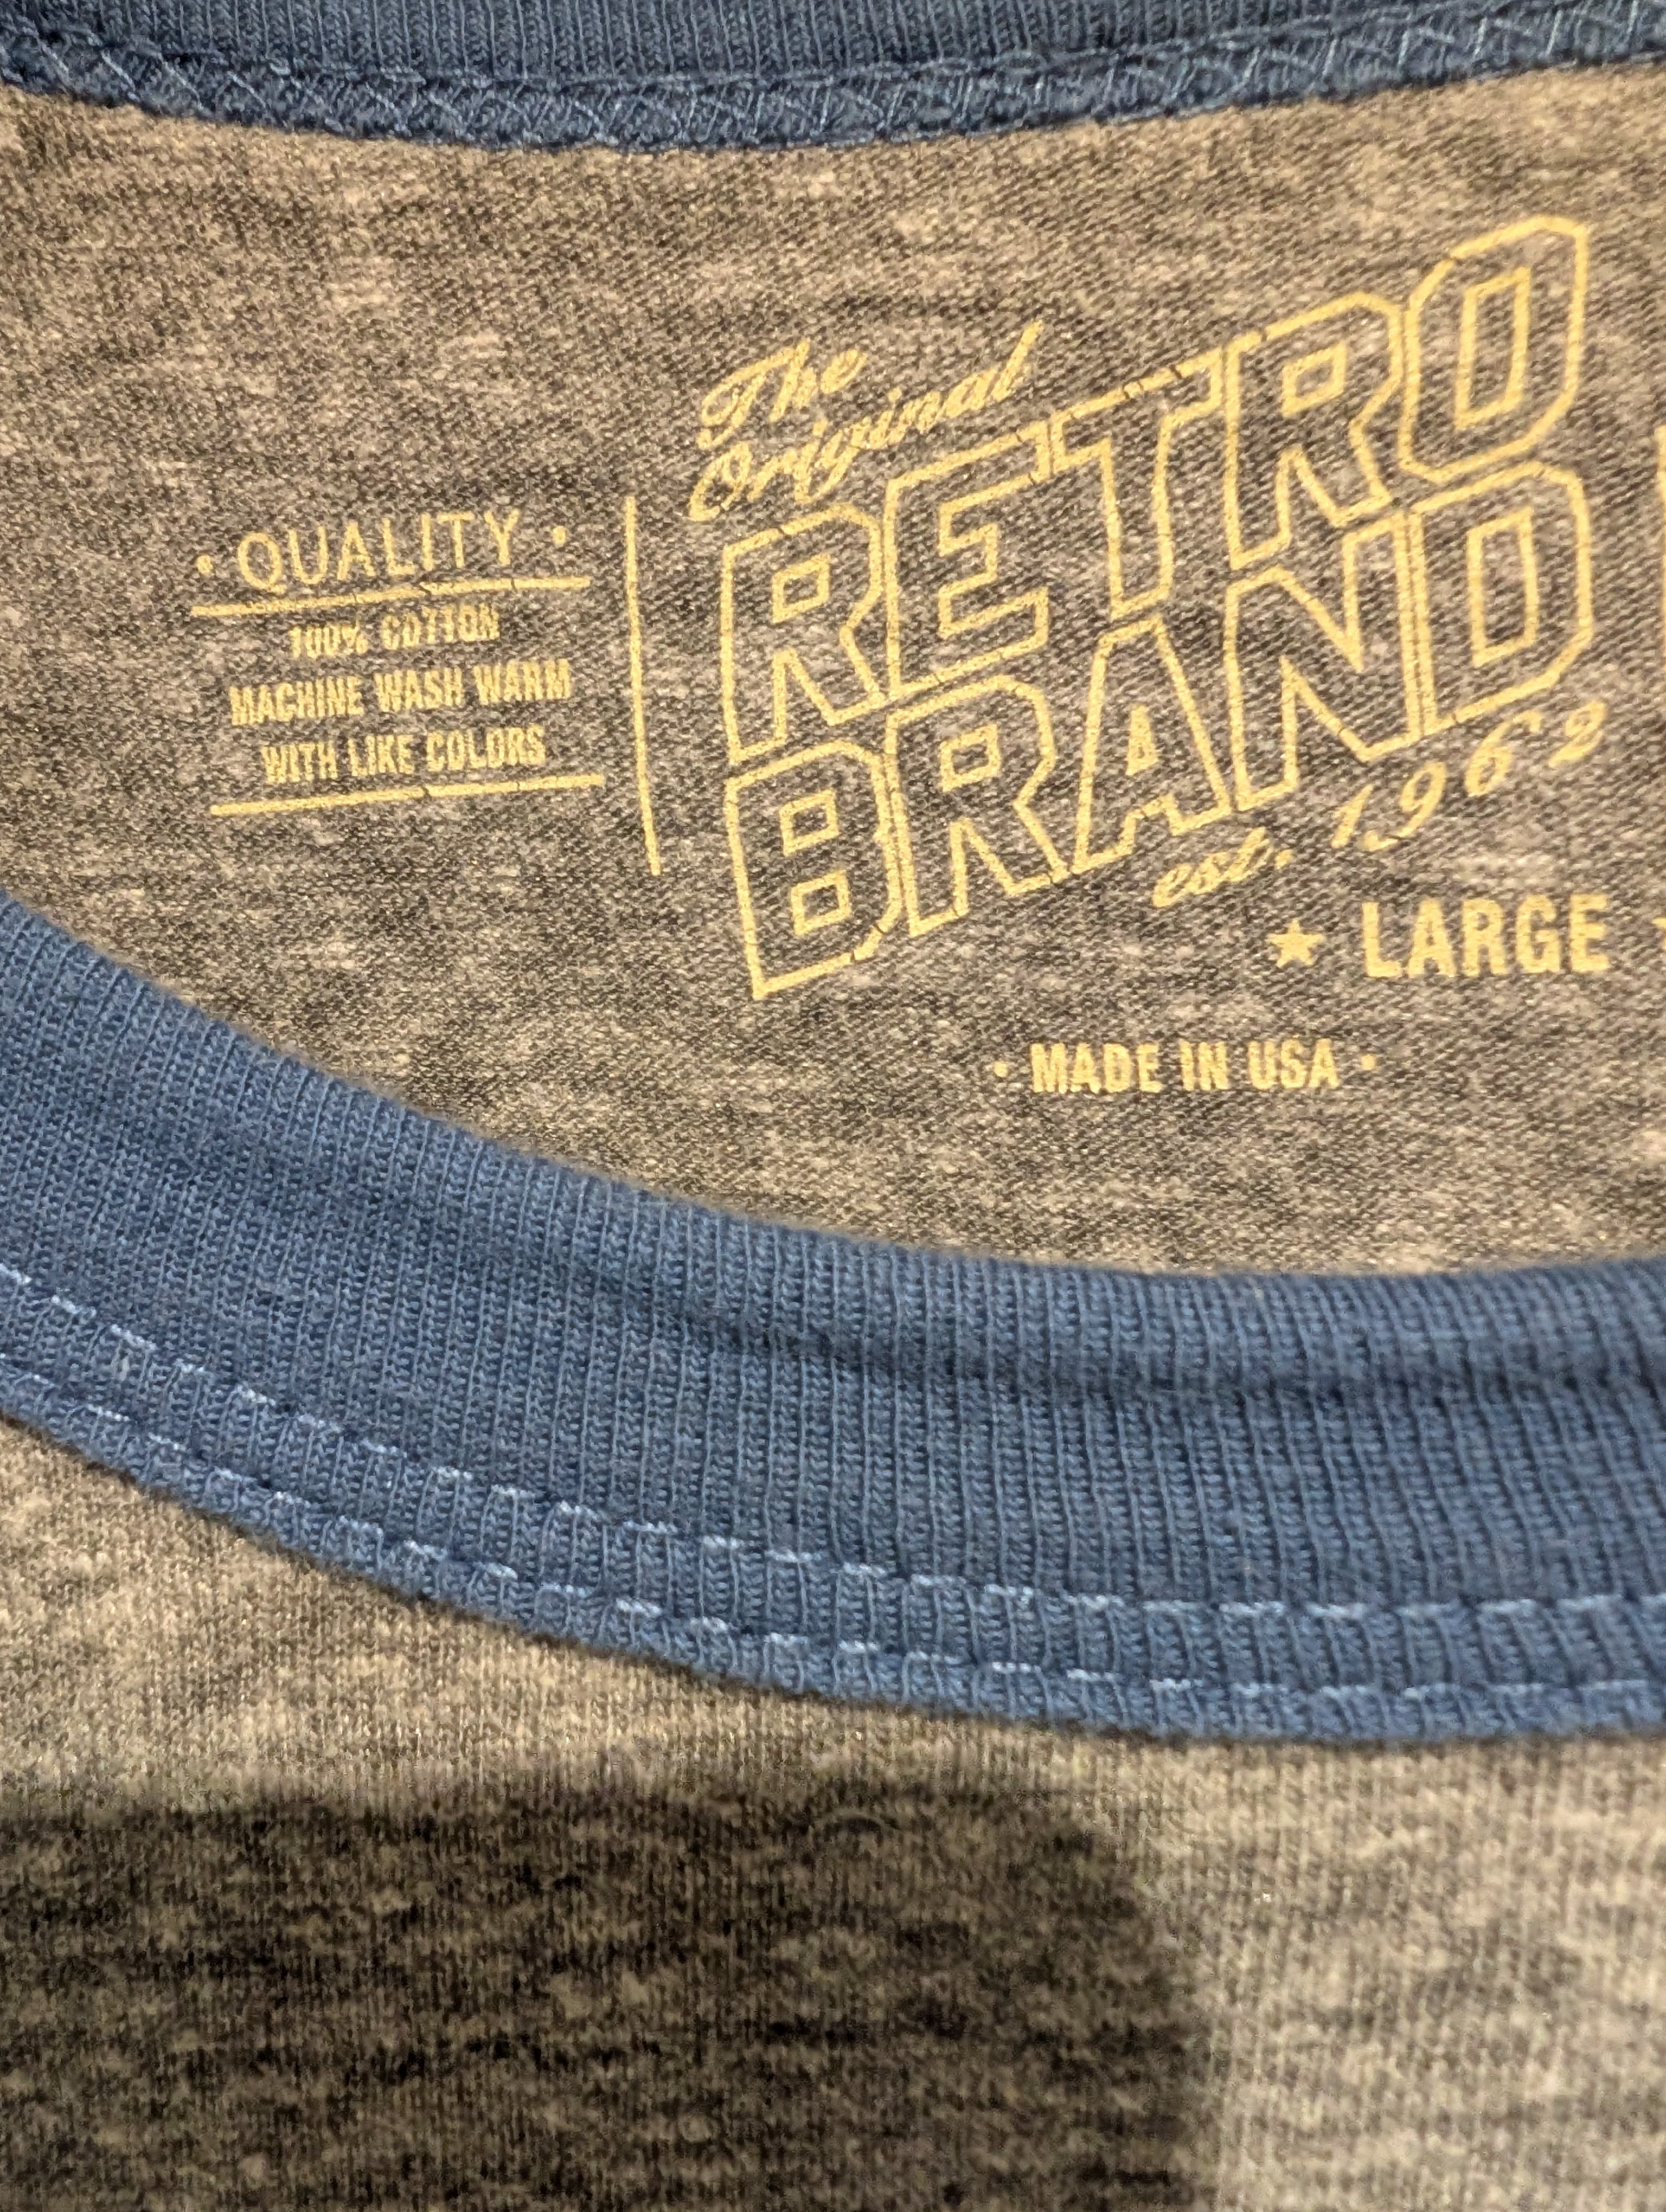 • QUALITY •
100% COTTON
MACHINE WASH WARM
WITH LIKE COLORS
The
Original
RETRO
BRAND
est. 1962
★ LARGE
• MADE IN USA •